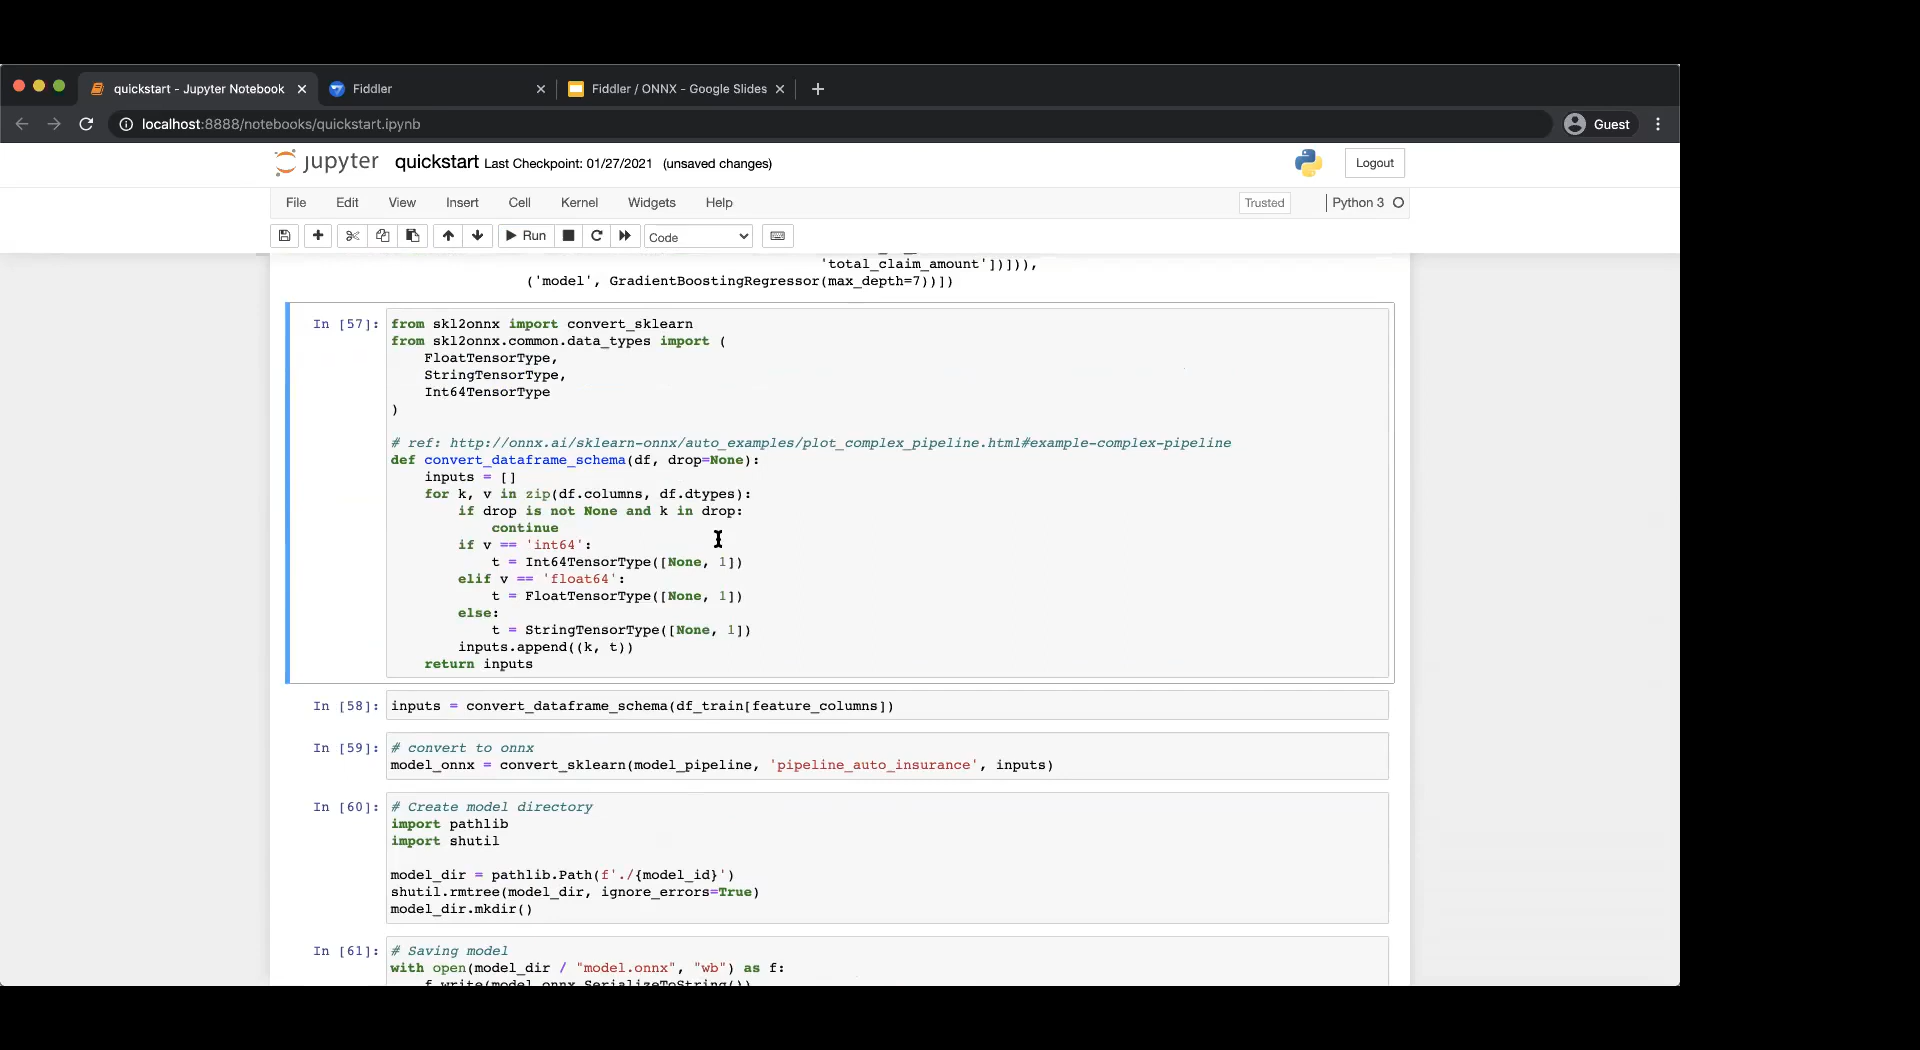 quickstart - Jupyter Notebook
Fiddler
Fiddler / ONNX - Google Slides
localhost:8888/notebooks/quickstart.ipynb
Guest
jupyter quickstart Last Checkpoint: 01/27/2021 (unsaved changes)
Logout
File Edit View Insert Cell Kernel Widgets Help
Trusted
Python 3
Run
Code
'total_claim_amount'])])),
('model', GradientBoostingRegressor(max_depth=7))])
In [57]: from skl2onnx import convert_sklearn
from skl2onnx.common.data_types import (
    FloatTensorType,
    StringTensorType,
    Int64TensorType
)
# ref: http://onnx.ai/sklearn-onnx/auto_examples/plot_complex_pipeline.html#example-complex-pipeline
def convert_dataframe_schema(df, drop=None):
    inputs = []
    for k, v in zip(df.columns, df.dtypes):
        if drop is not None and k in drop:
            continue
        if v == 'int64':
            t = Int64TensorType([None, 1])
        elif v == 'float64':
            t = FloatTensorType([None, 1])
        else:
            t = StringTensorType([None, 1])
        inputs.append((k, t))
    return inputs
In [58]: inputs = convert_dataframe_schema(df_train[feature_columns])
In [59]: # convert to onnx
model_onnx = convert_sklearn(model_pipeline, 'pipeline_auto_insurance', inputs)
In [60]: # Create model directory
import pathlib
import shutil
model_dir = pathlib.Path(f'./{model_id}')
shutil.rmtree(model_dir, ignore_errors=True)
model_dir.mkdir()
In [61]: # Saving model
with open(model_dir / "model.onnx", "wb") as f:
    f.write(model_onnx.SerializeToString())